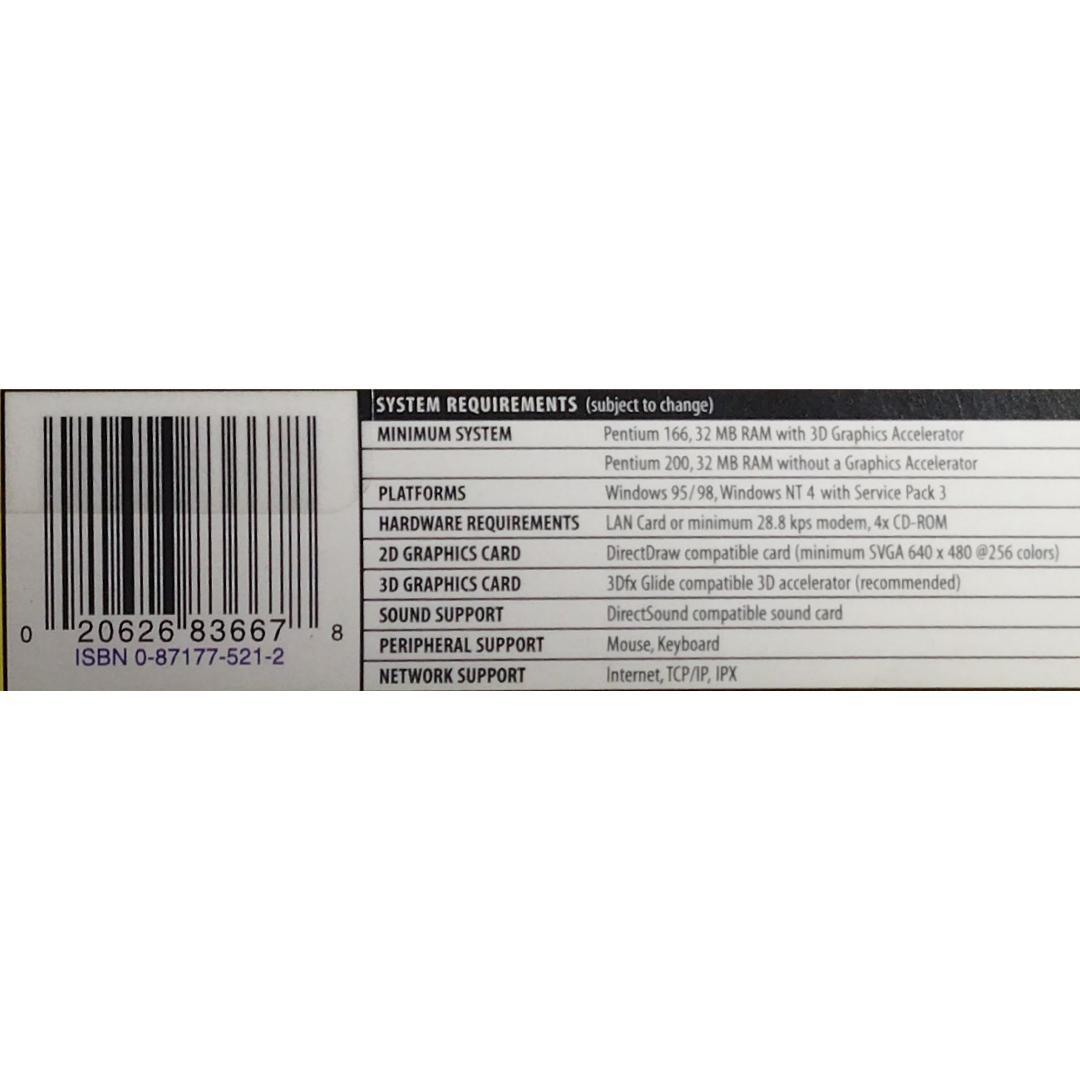 0 20626 83667 8
ISBN 0-87177-521-2
SYSTEM REQUIREMENTS (subject to change)
MINIMUM SYSTEM Pentium 166, 32 MB RAM with 3D Graphics Accelerator
Pentium 200, 32 MB RAM without a Graphics Accelerator
PLATFORMS Windows 95/98, Windows NT 4 with Service Pack 3
HARDWARE REQUIREMENTS LAN Card or minimum 28.8 kps modem, 4x CD-ROM
2D GRAPHICS CARD DirectDraw compatible card (minimum SVGA 640 x 480 @256 colors)
3D GRAPHICS CARD 3Dfx Glide compatible 3D accelerator (recommended)
SOUND SUPPORT DirectSound compatible sound card
PERIPHERAL SUPPORT Mouse, Keyboard
NETWORK SUPPORT Internet, TCP/IP, IPX